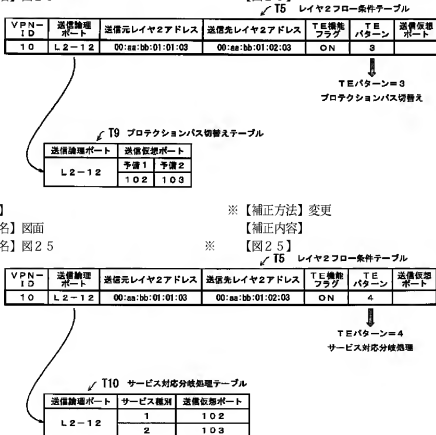 T5 レイヤ2フロー条件テーブル
VPN-ID 送信論理ポート 送信元レイヤ2アドレス 送信先レイヤ2アドレス TE機能フラグ TEパターン 送信仮想ポート
10 L2-12 00:aa:bb:01:01:03 00:aa:bb:01:02:03 ON 3
TEパターン=3
プロテクションパス切替え
T9 プロテクションパス切替えテーブル
送信論理ポート 送信仮想ポート
予備1 予備2
L2-12 102 103
】 ※【補正方法】変更
名】図面 【補正内容】
名】図25 ※ 【図25】
T5 レイヤ2フロー条件テーブル
VPN-ID 送信論理ポート 送信元レイヤ2アドレス 送信先レイヤ2アドレス TE機能フラグ TEパターン 送信仮想ポート
10 L2-12 00:aa:bb:01:01:03 00:aa:bb:01:02:03 ON 4
TEパターン=4
サービス対応分岐処理
T10 サービス対応分岐処理テーブル
送信論理ポート サービス種別 送信仮想ポート
L2-12 1 102
2 103